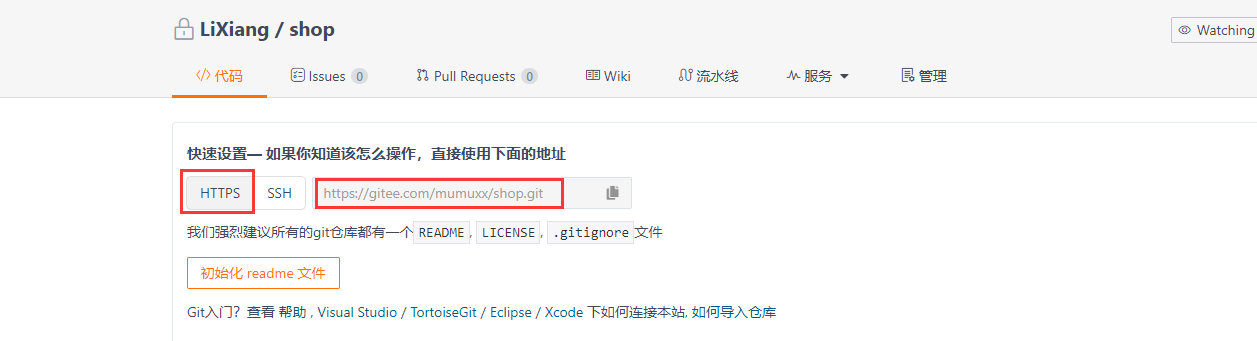 LiXiang / shop
Watching
代码 Issues 0 Pull Requests 0 Wiki 流水线 服务 管理
快速设置— 如果你知道该怎么操作，直接使用下面的地址
HTTPS SSH https://gitee.com/mumuxx/shop.git
我们强烈建议所有的git仓库都有一个 README, LICENSE, .gitignore 文件
初始化 readme 文件
Git入门？查看 帮助 , Visual Studio / TortoiseGit / Eclipse / Xcode 下如何连接本站, 如何导入仓库